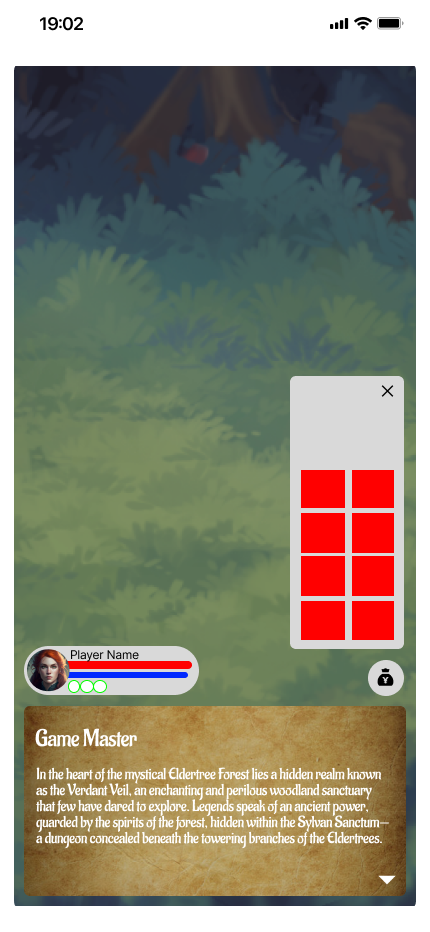 19:02
Player Name
¥
Game Master
In the heart of the mystical Eldertree Forest lies a hidden realm known
as the Verdant Veil, an enchanting and perilous woodland sanctuary
that few have dared to explore. Legends speak of an ancient power,
guarded by the spirits of the forest, hidden within the Sylvan Sanctum—
a dungeon concealed beneath the towering branches of the Eldertrees.